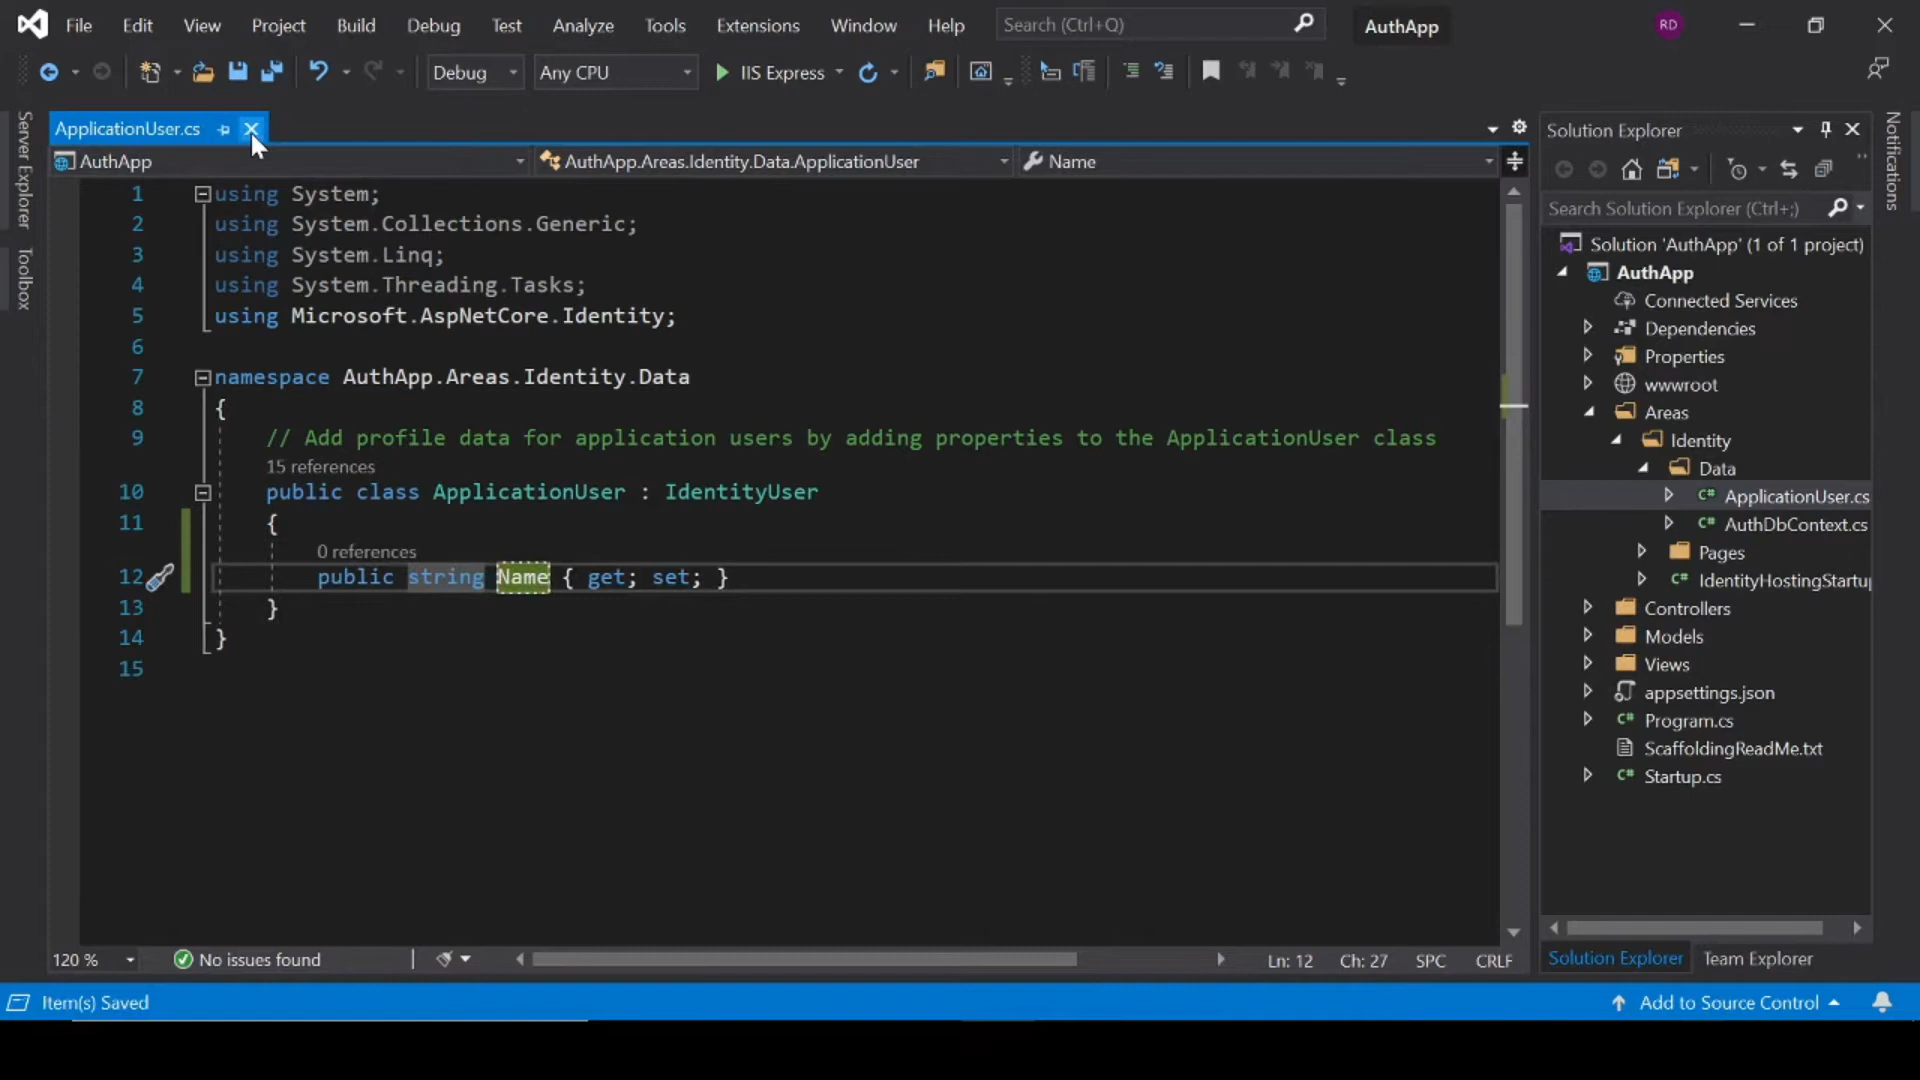 File Edit View Project Build Debug Test Analyze Tools Extensions Window Help Search (Ctrl+Q) AuthApp RD
Debug Any CPU IIS Express
Server Explorer
Toolbox
ApplicationUser.cs
AuthApp AuthApp.Areas.Identity.Data.ApplicationUser Name
1 using System;
2 using System.Collections.Generic;
3 using System.Linq;
4 using System.Threading.Tasks;
5 using Microsoft.AspNetCore.Identity;
6
7 namespace AuthApp.Areas.Identity.Data
8 {
9 // Add profile data for application users by adding properties to the ApplicationUser class
15 references
10 public class ApplicationUser : IdentityUser
11 {
0 references
12 public string Name { get; set; }
13 }
14 }
15
120 % No issues found Ln: 12 Ch: 27 SPC CRLF
Solution Explorer
Search Solution Explorer (Ctrl+;)
Solution 'AuthApp' (1 of 1 project)
AuthApp
Connected Services
Dependencies
Properties
wwwroot
Areas
Identity
Data
C# ApplicationUser.cs
C# AuthDbContext.cs
Pages
IdentityHostingStartu
Controllers
Models
Views
appsettings.json
C# Program.cs
ScaffoldingReadMe.txt
C# Startup.cs
Solution Explorer Team Explorer
Notifications
Item(s) Saved Add to Source Control